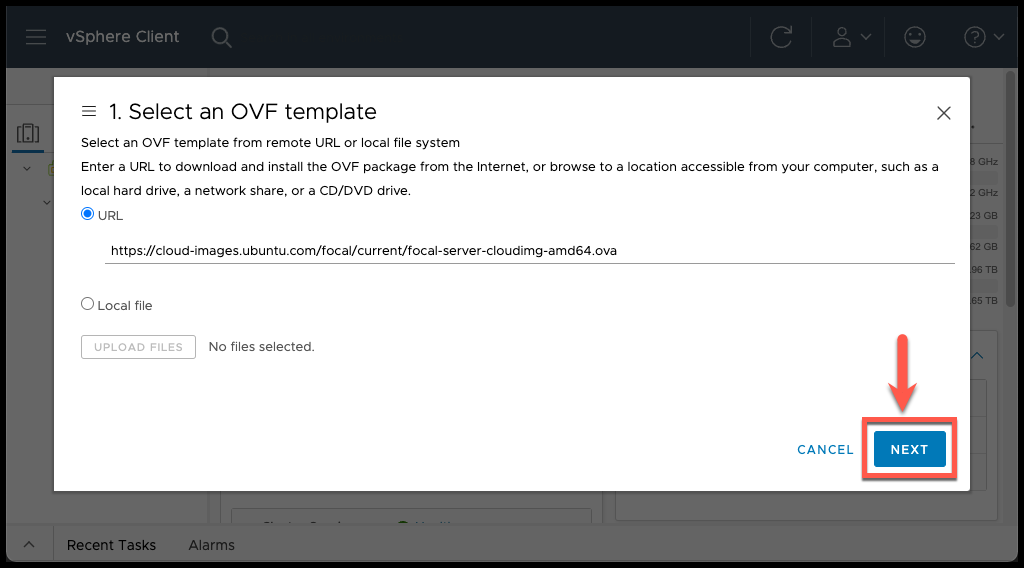 vSphere Client
1. Select an OVF template
Select an OVF template from remote URL or local file system
Enter a URL to download and install the OVF package from the Internet, or browse to a location accessible from your computer, such as a
local hard drive, a network share, or a CD/DVD drive.
URL
https://cloud-images.ubuntu.com/focal/current/focal-server-cloudimg-amd64.ova
Local file
UPLOAD FILES No files selected.
CANCEL NEXT
8 GHz
2 GHz
23 GB
62 GB
.96 TB
.65 TB
Recent Tasks Alarms